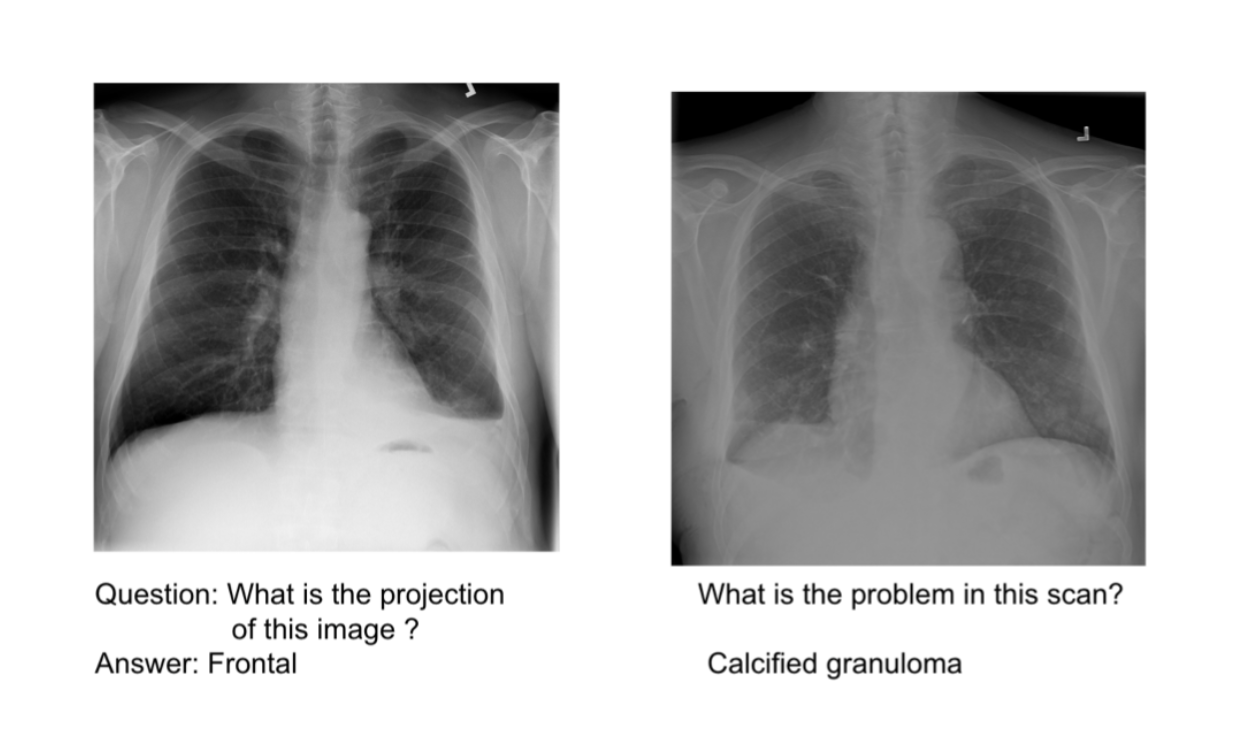 L
L
Question: What is the projection
of this image ?
Answer: Frontal
What is the problem in this scan?
Calcified granuloma